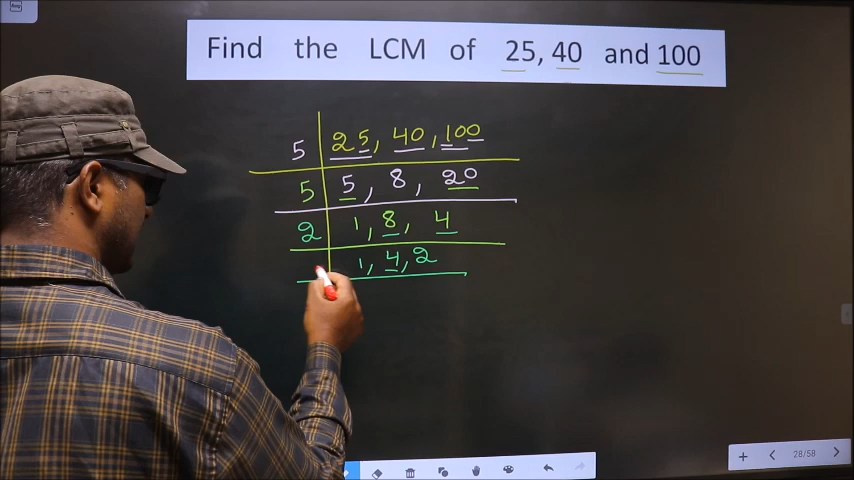 Find the LCM of 25, 40 and 100
5 25, 40, 100
5 5, 8, 20
2 1, 8, 4
1, 4, 2
28/58